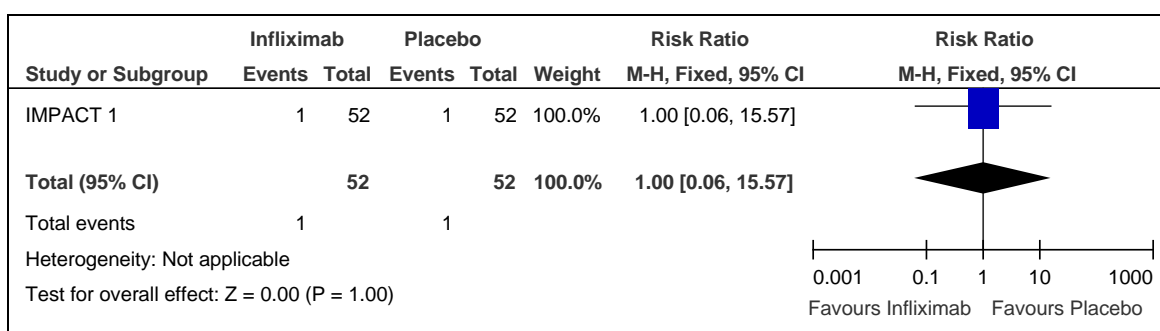 Infliximab Placebo Risk Ratio Risk Ratio
Study or Subgroup Events Total Events Total Weight M-H, Fixed, 95% CI M-H, Fixed, 95% CI
IMPACT 1 1 52 1 52 100.0% 1.00 [0.06, 15.57]
Total (95% CI) 52 52 100.0% 1.00 [0.06, 15.57]
Total events 1 1
Heterogeneity: Not applicable
Test for overall effect: Z = 0.00 (P = 1.00)
0.001 0.1 1 10 1000
Favours Infliximab Favours Placebo